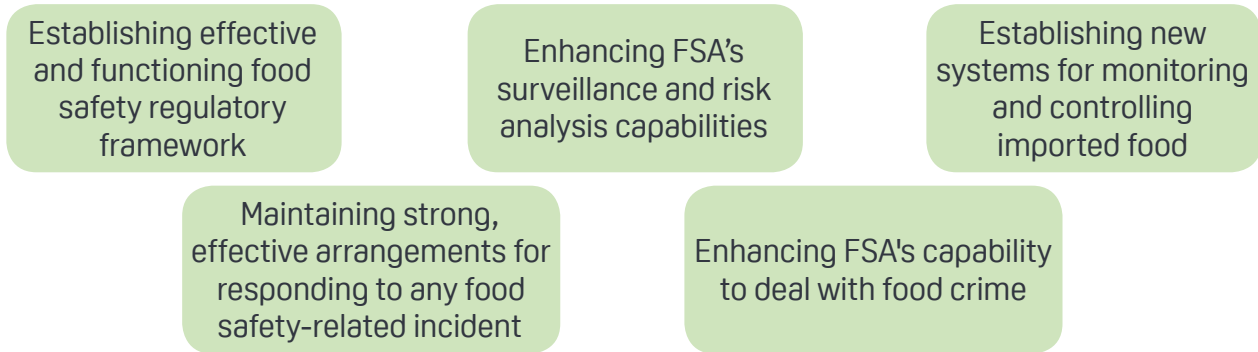 Establishing effective
and functioning food
safety regulatory
framework
Enhancing FSA’s
surveillance and risk
analysis capabilities
Establishing new
systems for monitoring
and controlling
imported food
Maintaining strong,
effective arrangements for
responding to any food
safety-related incident
Enhancing FSA's capability
to deal with food crime